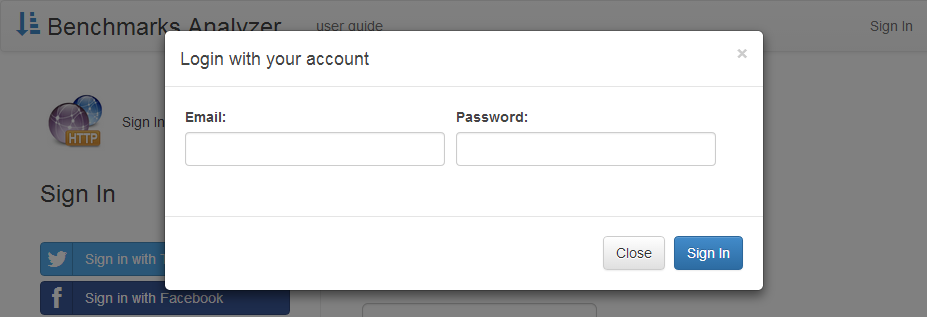 Benchmarks Analyzer
user guide
Sign In
Login with your account
×
Sign In
HTTP
Email:
Password:
Sign In
Close
Sign In
Sign in with
Sign in with Facebook